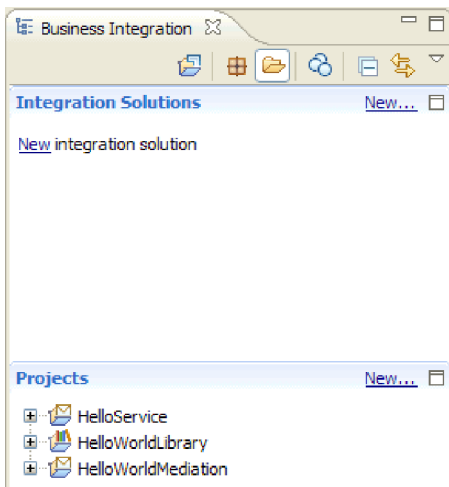 Business Integration
Integration Solutions New...
New integration solution
Projects New...
HelloService
HelloWorldLibrary
HelloWorldMediation